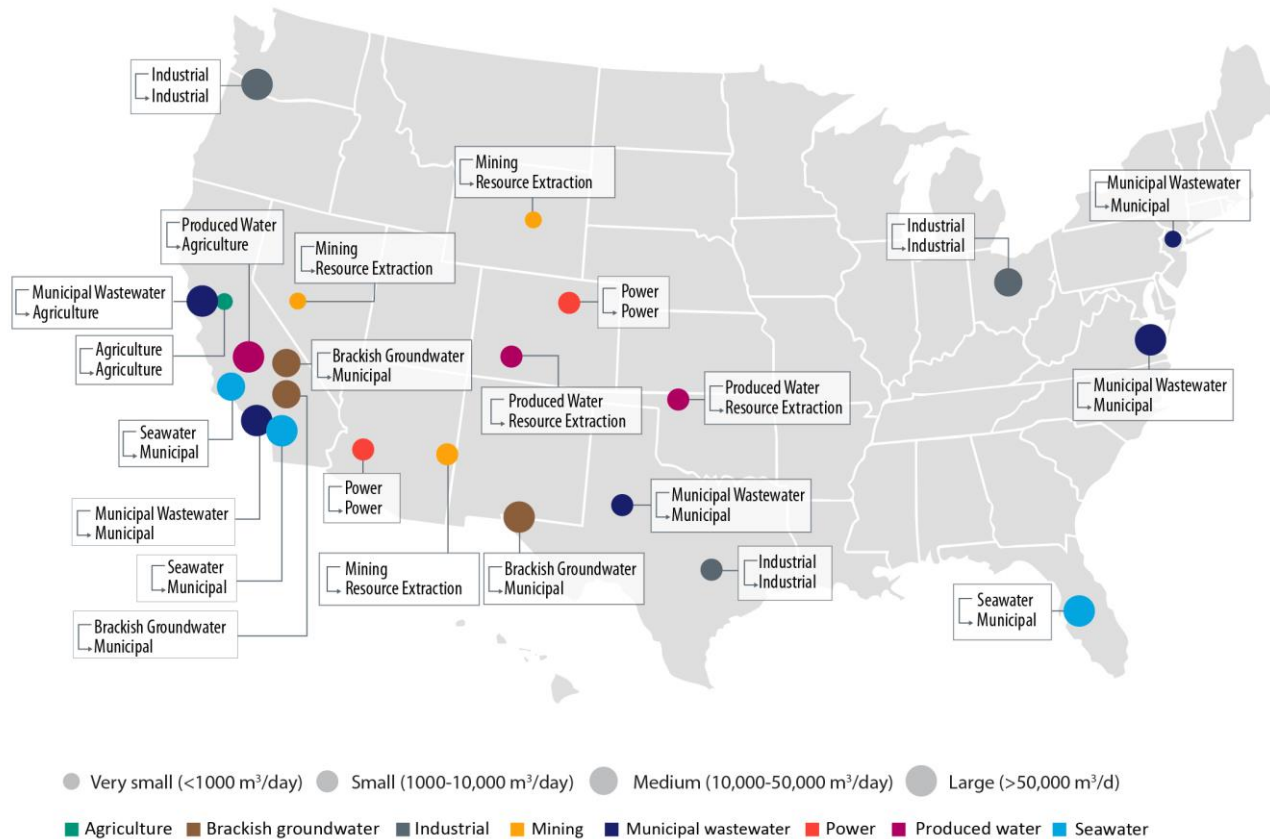 Industrial
Industrial
Mining
Resource Extraction
Municipal Wastewater
Municipal
Produced Water
Agriculture
Industrial
Industrial
Mining
Resource Extraction
Municipal Wastewater
Agriculture
Power
Power
Agriculture
Agriculture
Brackish Groundwater
Municipal
Produced Water
Resource Extraction
Produced Water
Resource Extraction
Municipal Wastewater
Municipal
Seawater
Municipal
Power
Power
Municipal Wastewater
Municipal
Municipal Wastewater
Municipal
Seawater
Municipal
Mining
Resource Extraction
Brackish Groundwater
Municipal
Industrial
Industrial
Seawater
Municipal
Brackish Groundwater
Municipal
Very small (<1000 m³/day) Small (1000-10,000 m³/day) Medium (10,000-50,000 m³/day) Large (>50,000 m³/d)
Agriculture Brackish groundwater Industrial Mining Municipal wastewater Power Produced water Seawater